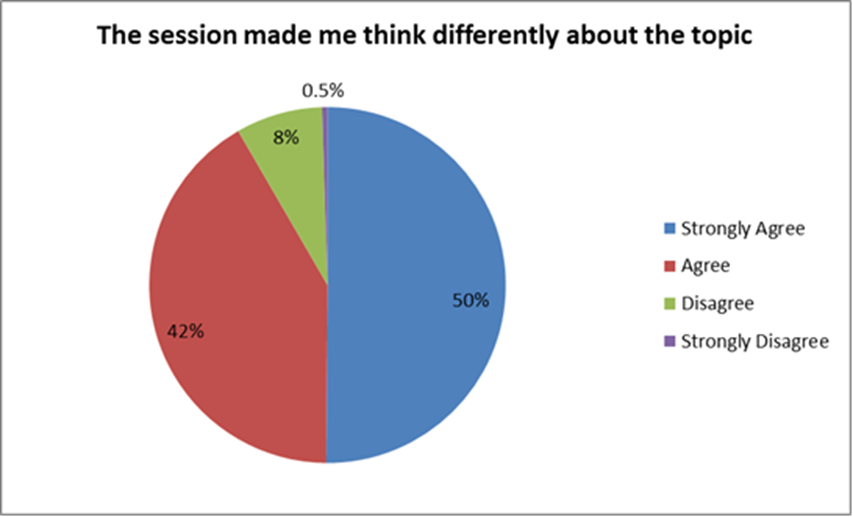 The session made me think differently about the topic
0.5%
8%
50%
42%
Strongly Agree
Agree
Disagree
Strongly Disagree